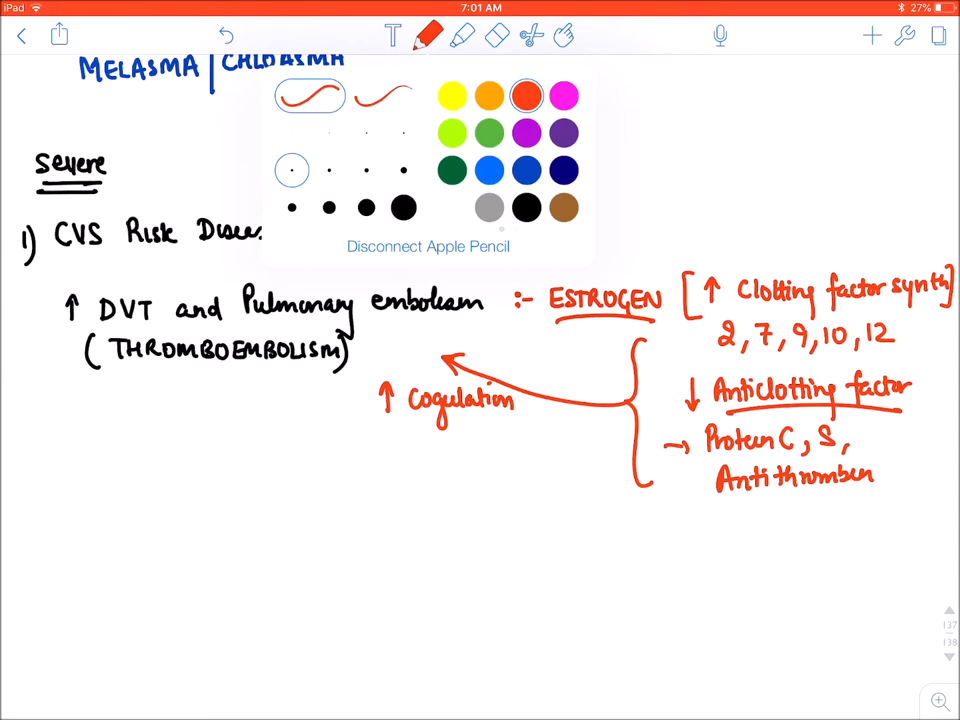 iPad 7:01 AM 27%
T
MELASMA | CHLOASMA
Severe
1) CVS Risk
Disconnect Apple Pencil
↑ DVT and Pulmonary embolism :- ESTROGEN [↑ Clotting factor synth]
(THROMBOEMBOLISM) 2, 7, 9, 10, 12
↑ Cogulation ↓ Anticlotting factor
→ Protein C, S,
Antithrombin
137
138